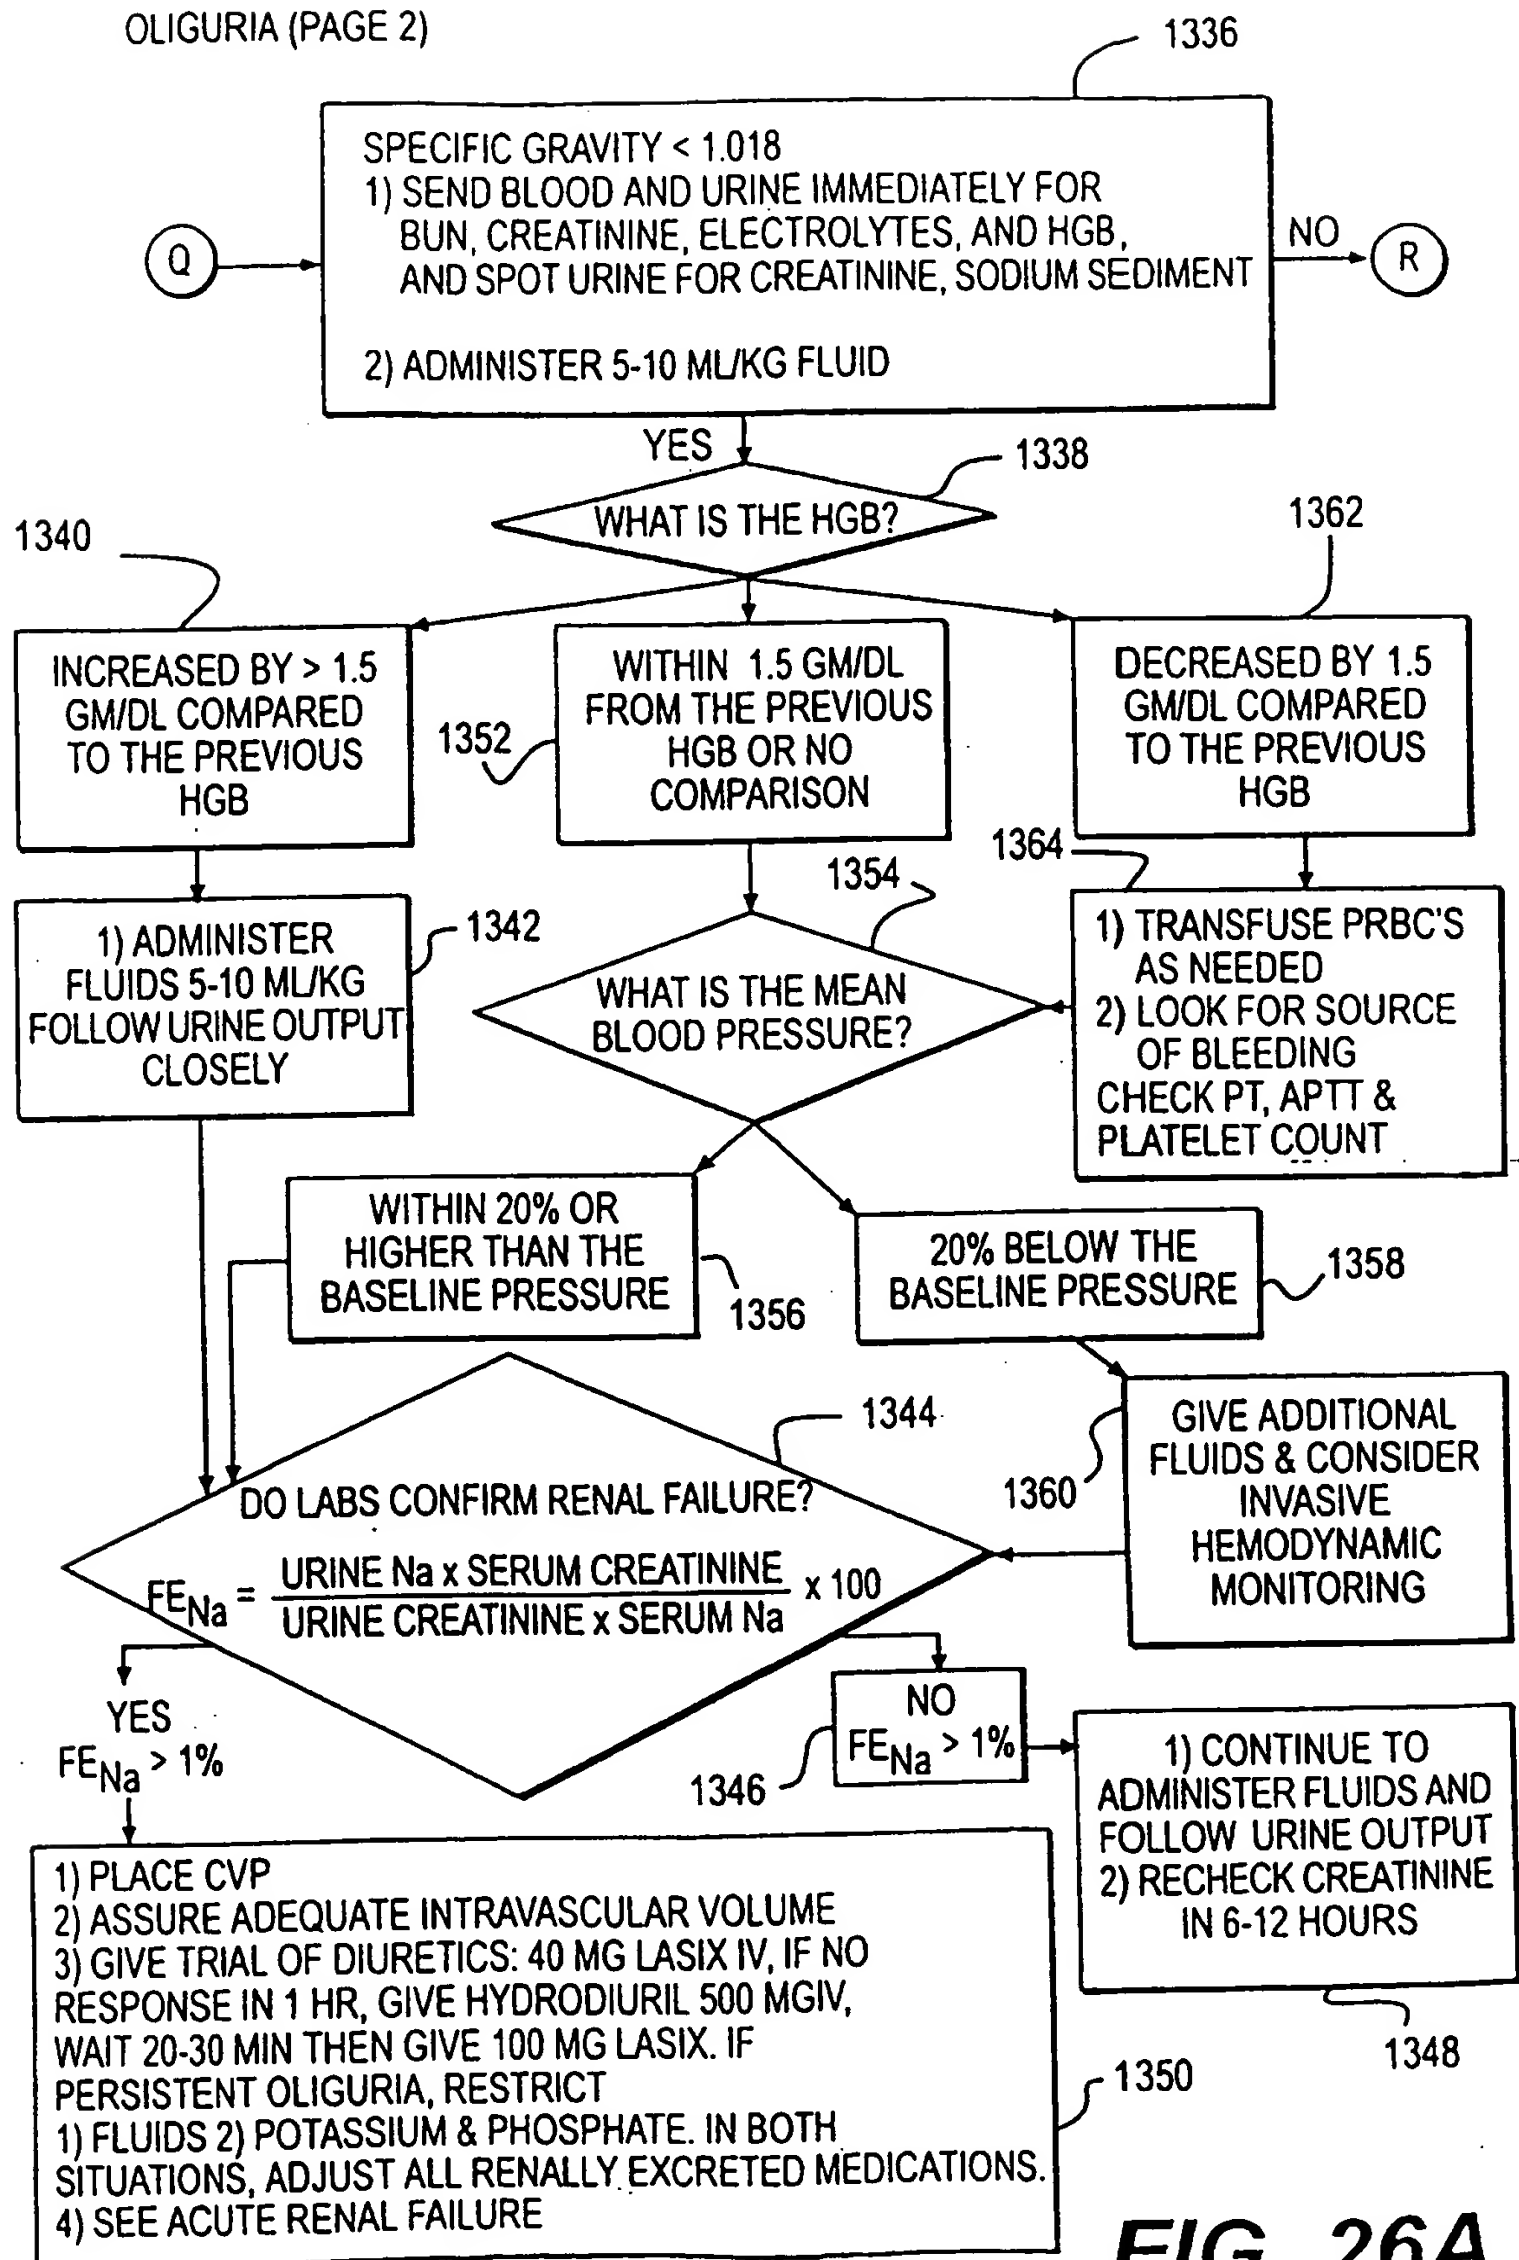 OLIGURIA (PAGE 2)
1336
SPECIFIC GRAVITY < 1.018
1) SEND BLOOD AND URINE IMMEDIATELY FOR
BUN, CREATININE, ELECTROLYTES, AND HGB,
AND SPOT URINE FOR CREATININE, SODIUM SEDIMENT
2) ADMINISTER 5-10 ML/KG FLUID
Q
NO
R
YES
1338
WHAT IS THE HGB?
1340
INCREASED BY > 1.5
GM/DL COMPARED
TO THE PREVIOUS
HGB
1352
WITHIN 1.5 GM/DL
FROM THE PREVIOUS
HGB OR NO
COMPARISON
1362
DECREASED BY 1.5
GM/DL COMPARED
TO THE PREVIOUS
HGB
1342
1) ADMINISTER
FLUIDS 5-10 ML/KG
FOLLOW URINE OUTPUT
CLOSELY
1354
WHAT IS THE MEAN
BLOOD PRESSURE?
1364
1) TRANSFUSE PRBC'S
AS NEEDED
2) LOOK FOR SOURCE
OF BLEEDING
CHECK PT, APTT &
PLATELET COUNT
WITHIN 20% OR
HIGHER THAN THE
BASELINE PRESSURE
1356
20% BELOW THE
BASELINE PRESSURE
1358
1344
DO LABS CONFIRM RENAL FAILURE?
FENa = URINE Na x SERUM CREATININE / URINE CREATININE x SERUM Na x 100
1360
GIVE ADDITIONAL
FLUIDS & CONSIDER
INVASIVE
HEMODYNAMIC
MONITORING
YES
FENa > 1%
NO
FENa > 1%
1346
1) CONTINUE TO
ADMINISTER FLUIDS AND
FOLLOW URINE OUTPUT
2) RECHECK CREATININE
IN 6-12 HOURS
1348
1) PLACE CVP
2) ASSURE ADEQUATE INTRAVASCULAR VOLUME
3) GIVE TRIAL OF DIURETICS: 40 MG LASIX IV, IF NO
RESPONSE IN 1 HR, GIVE HYDRODIURIL 500 MGIV,
WAIT 20-30 MIN THEN GIVE 100 MG LASIX. IF
PERSISTENT OLIGURIA, RESTRICT
1) FLUIDS 2) POTASSIUM & PHOSPHATE. IN BOTH
SITUATIONS, ADJUST ALL RENALLY EXCRETED MEDICATIONS.
4) SEE ACUTE RENAL FAILURE
1350
FIG. 26A